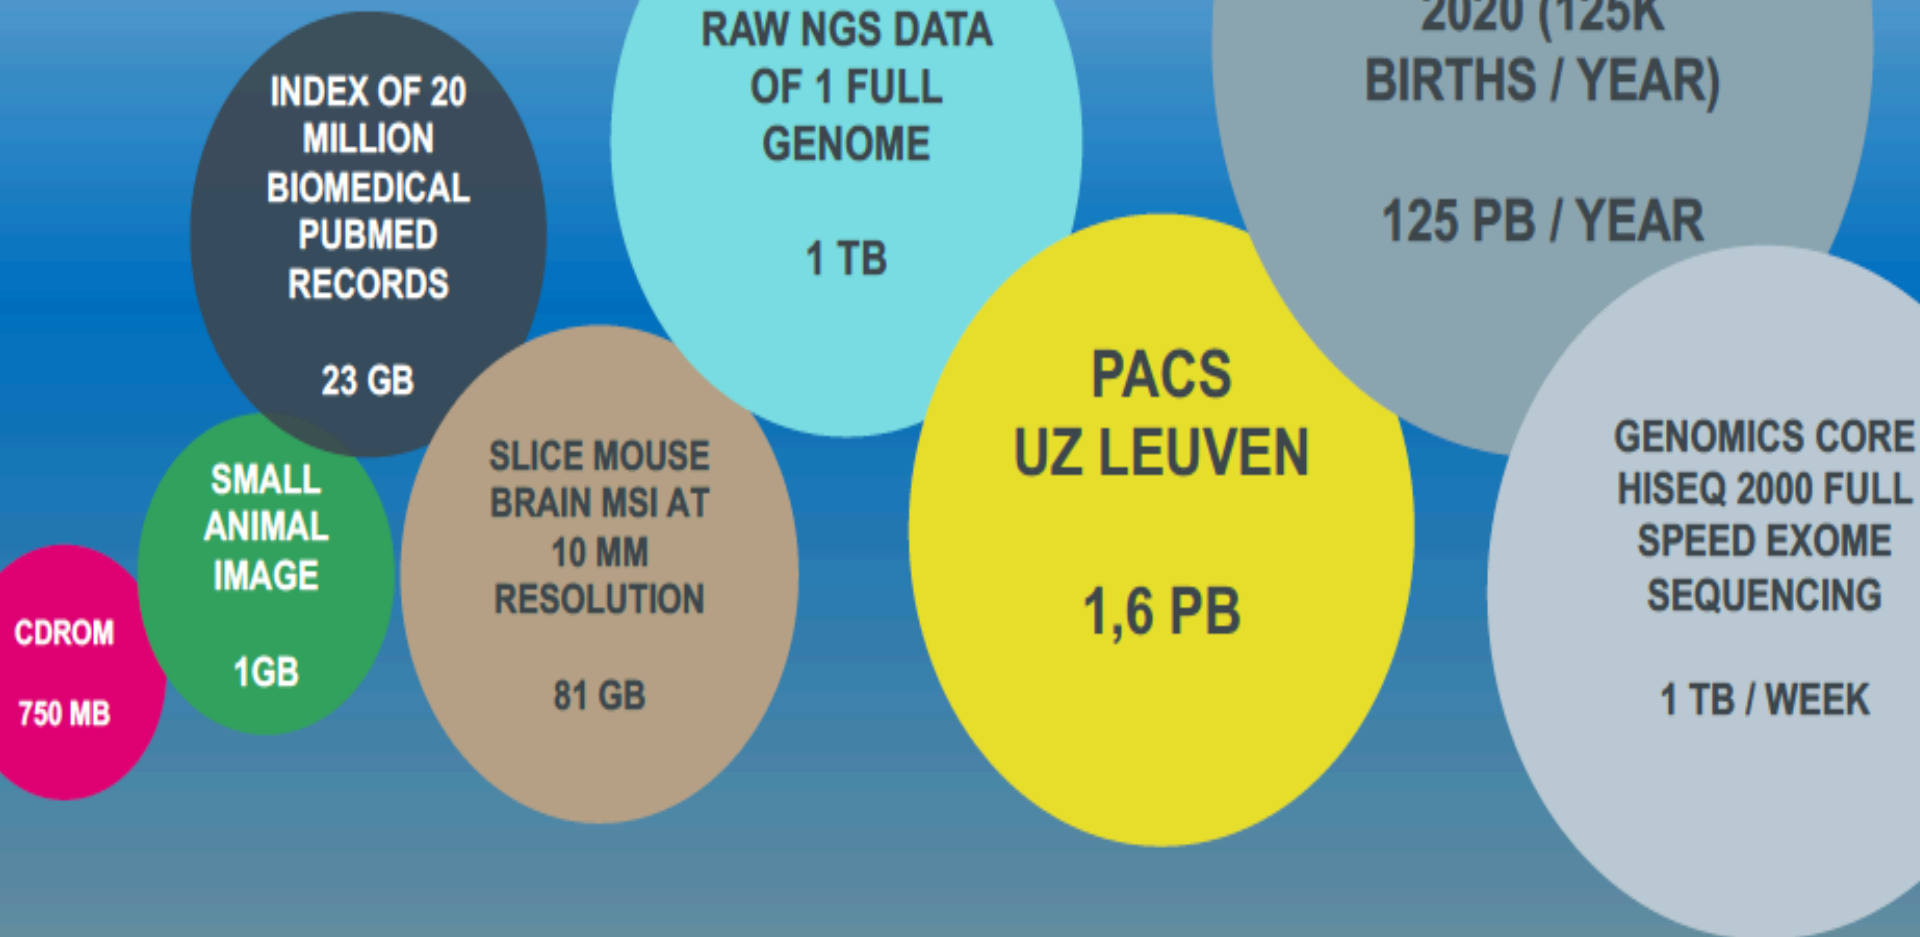 INDEX OF 20
MILLION
BIOMEDICAL
PUBMED
RECORDS
23 GB
RAW NGS DATA
OF 1 FULL
GENOME
1 TB
2020 (125K
BIRTHS / YEAR)
125 PB / YEAR
CDROM
750 MB
SMALL
ANIMAL
IMAGE
1GB
SLICE MOUSE
BRAIN MSI AT
10 MM
RESOLUTION
81 GB
PACS
UZ LEUVEN
1,6 PB
GENOMICS CORE
HISEQ 2000 FULL
SPEED EXOME
SEQUENCING
1 TB / WEEK